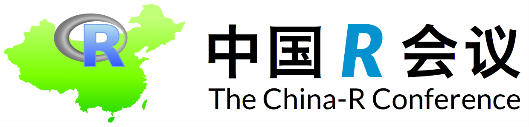 R
中国 R 会议
The China-R Conference